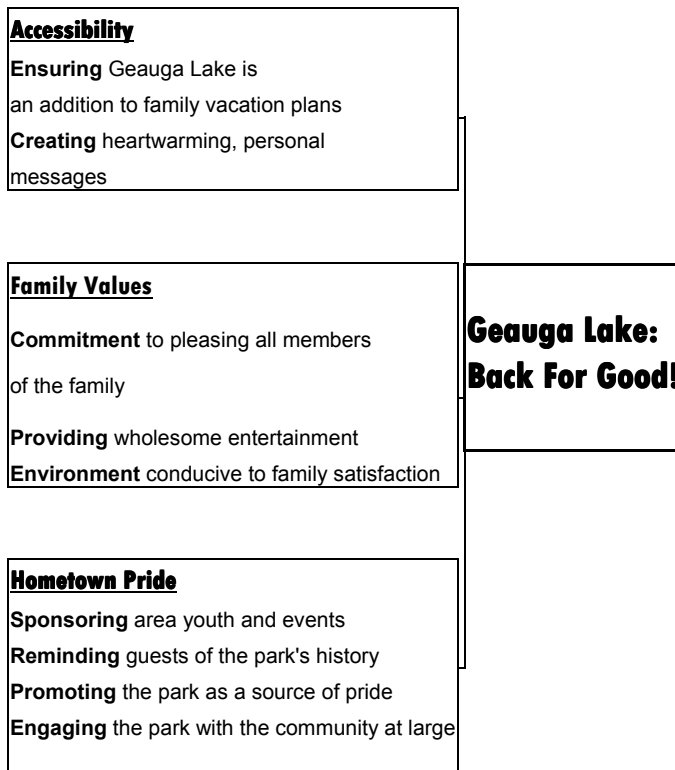 Accessibility
Ensuring Geauga Lake is
an addition to family vacation plans
Creating heartwarming, personal
messages
Family Values
Commitment to pleasing all members
of the family
Providing wholesome entertainment
Environment conducive to family satisfaction
Geauga Lake:
Back For Good!
Hometown Pride
Sponsoring area youth and events
Reminding guests of the park's history
Promoting the park as a source of pride
Engaging the park with the community at large